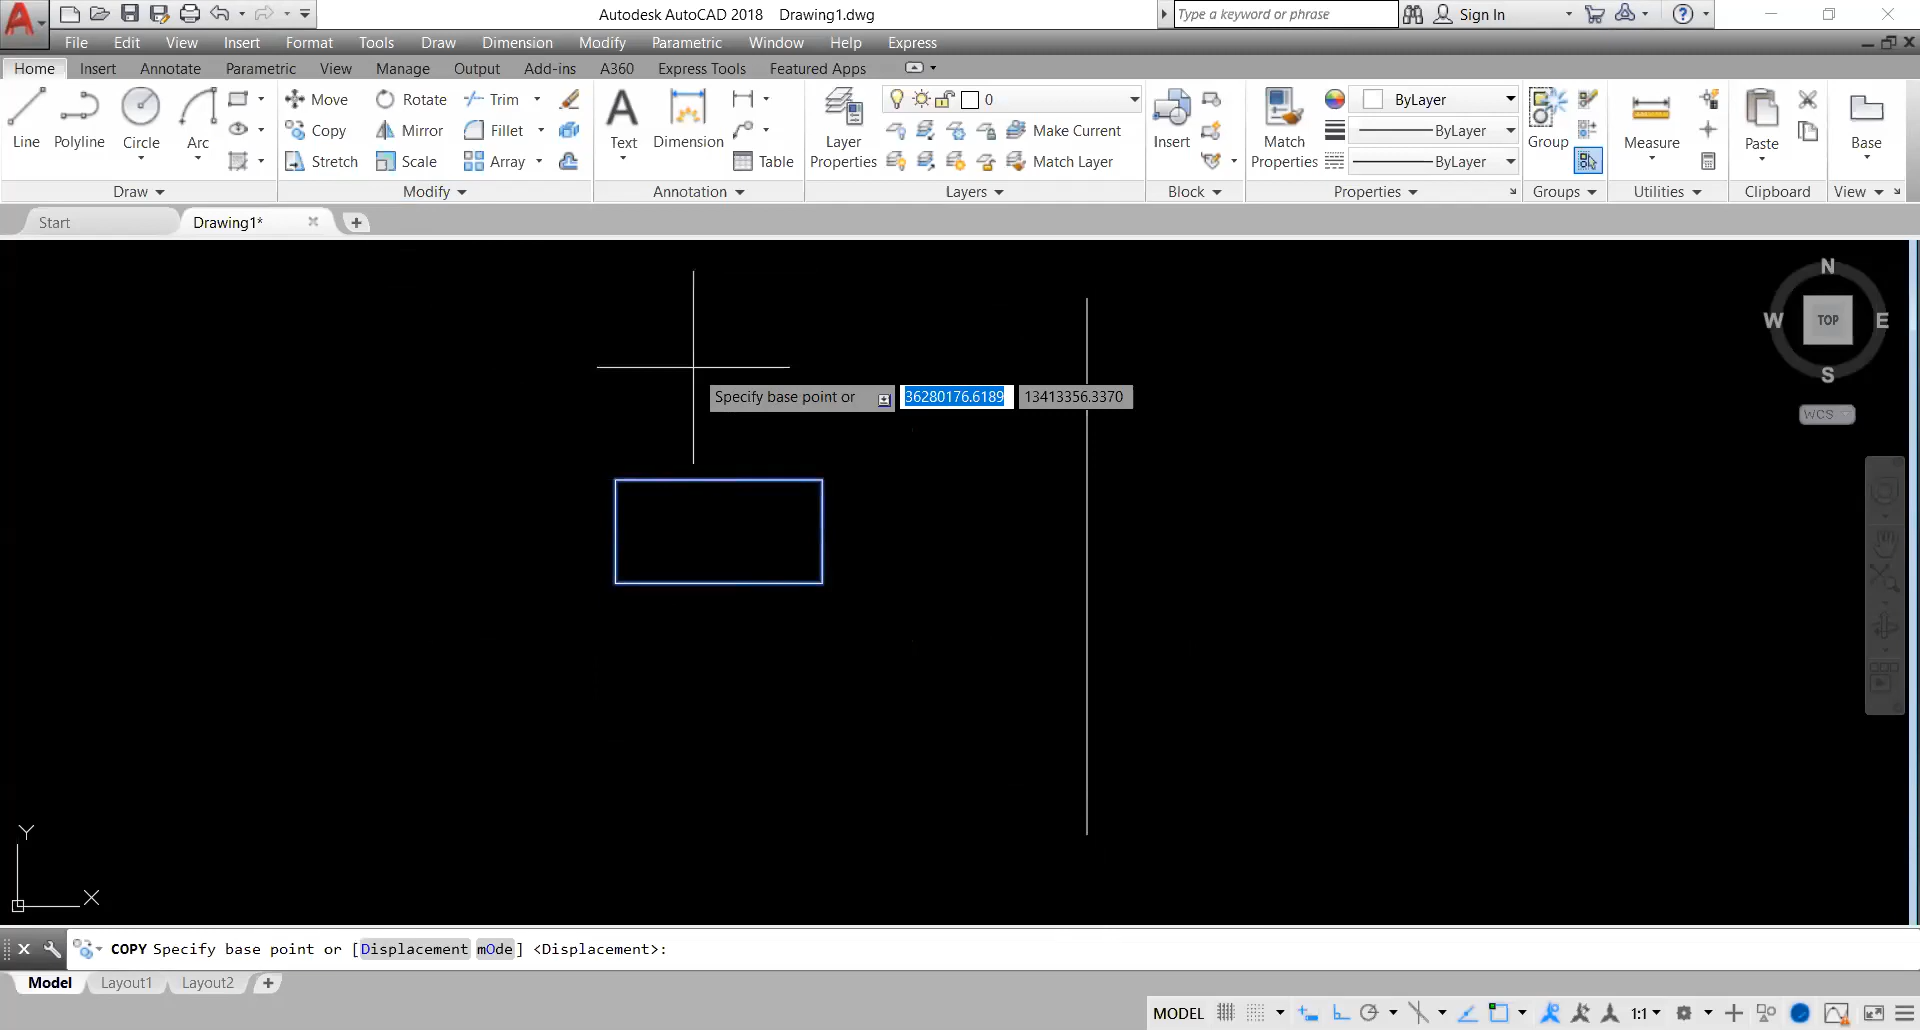 Autodesk AutoCAD 2018 Drawing1.dwg Type a keyword or phrase Sign In
File Edit View Insert Format Tools Draw Dimension Modify Parametric Window Help Express
Home Insert Annotate Parametric View Manage Output Add-ins A360 Express Tools Featured Apps
Move Rotate Trim 0 ByLayer
Copy Mirror Fillet Make Current ByLayer
Line Polyline Circle Arc Text Dimension Insert Group Measure Paste Base
Stretch Scale Array Table Layer Properties Match Layer Match Properties ByLayer
Draw Modify Annotation Layers Block Properties Groups Utilities Clipboard View
Start Drawing1*
N
W TOP E
S
WCS
Specify base point or 36280176.6189 13413356.3370
Y
X
COPY Specify base point or [Displacement mOde] <Displacement>:
Model Layout1 Layout2
MODEL 1:1